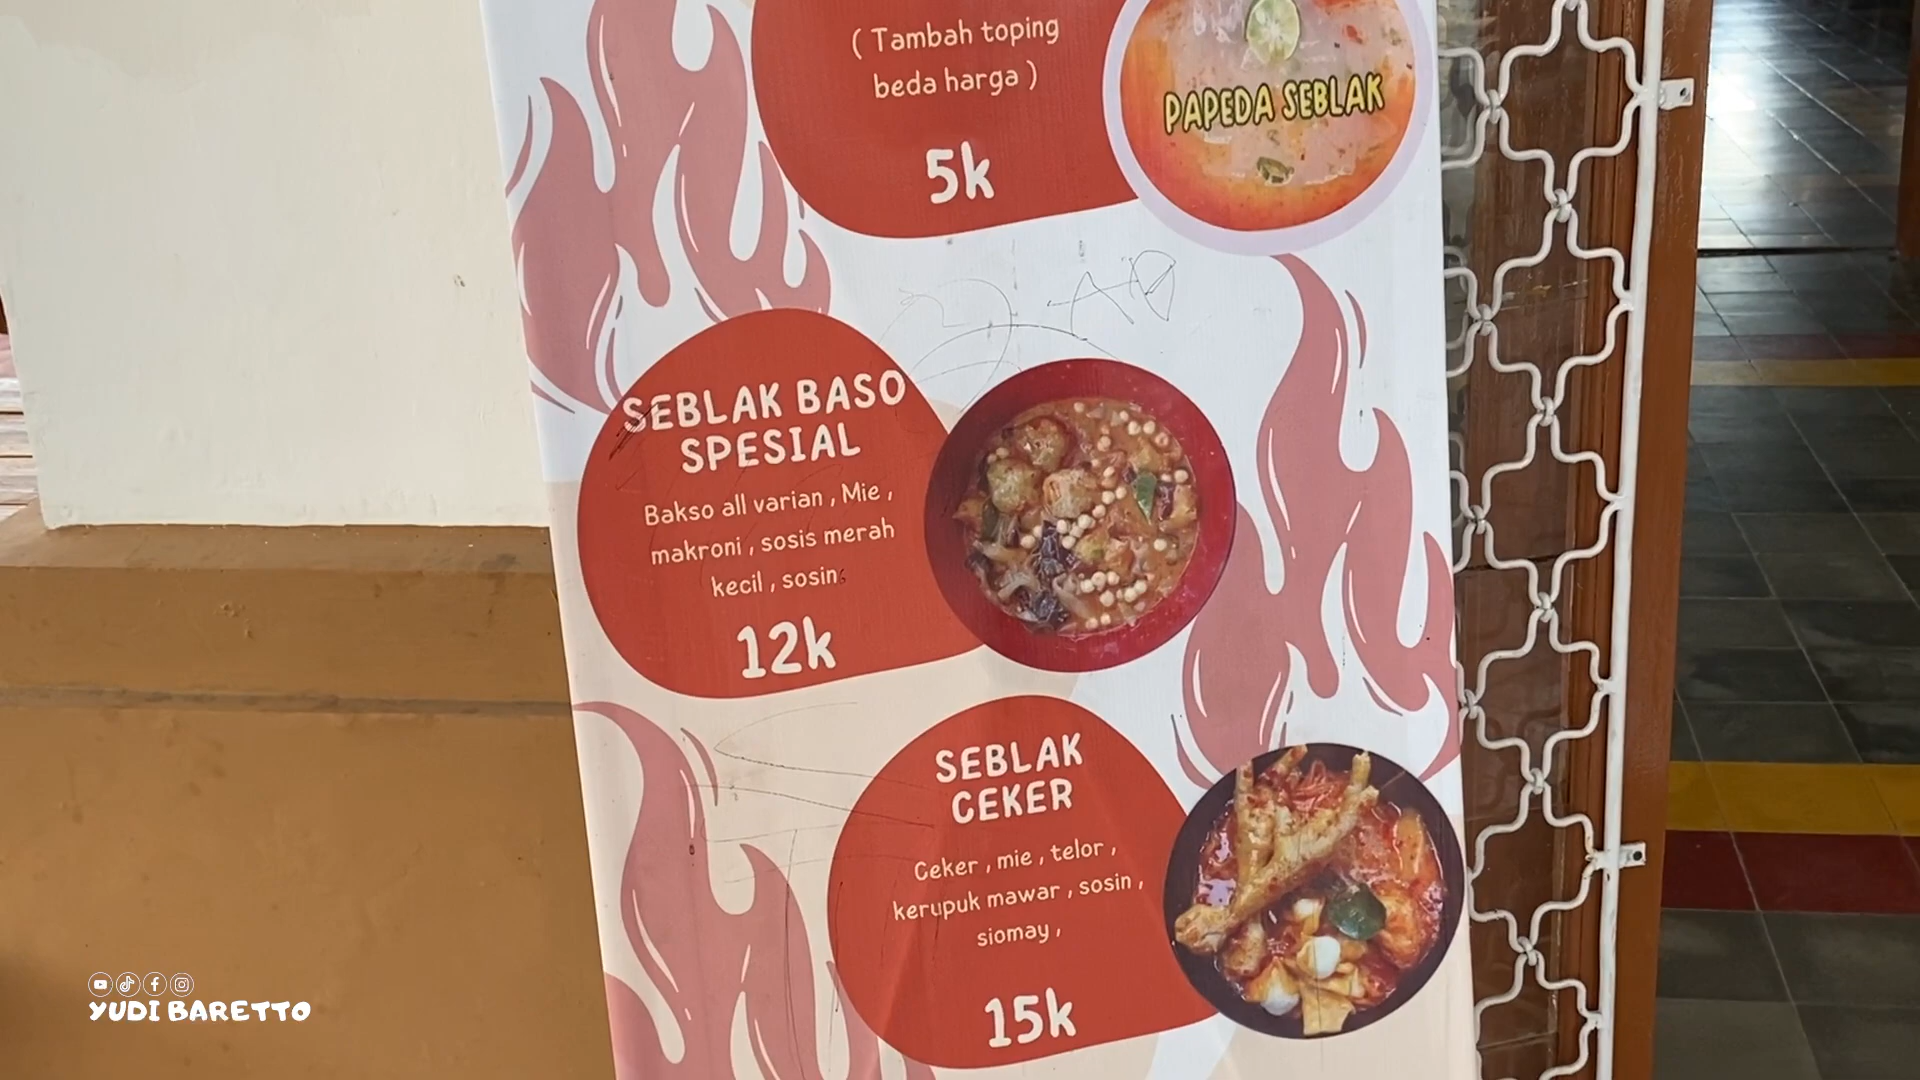 ( Tambah toping
beda harga )
5k
PAPEDA SEBLAK
SEBLAK BASO
SPESIAL
Bakso all varian , Mie ,
makroni , sosis merah
kecil , sosin
12k
SEBLAK
CEKER
Ceker , mie , telor ,
kerupuk mawar , sosin ,
siomay ,
15k
YUDI BARETTO